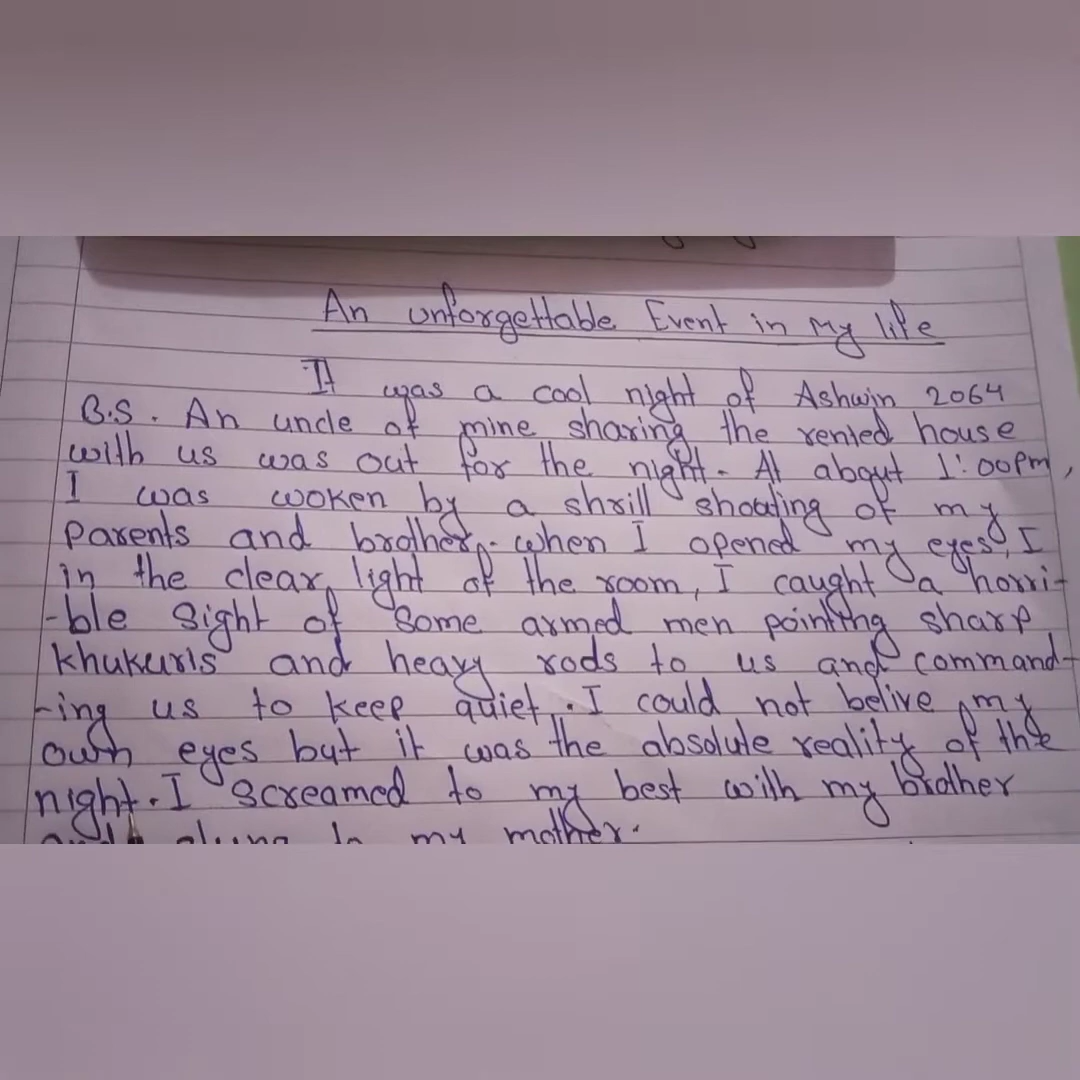 An unforgettable Event in my life
It was a cool night of Ashwin 2064
B.S. An uncle of mine sharing the rented house
with us was out for the night. At about 1:00pm,
I was woken by a shrill shouting of my
parents and brother. when I opened my eyes, I
in the clear light of the room, I caught a horri-
-ble sight of some armed men pointing sharp
khukuris and heavy rods to us and command-
-ing us to keep quiet. I could not belive my
own eyes but it was the absolute reality of the
night. I screamed to my best with my brother
and clung to my mother.